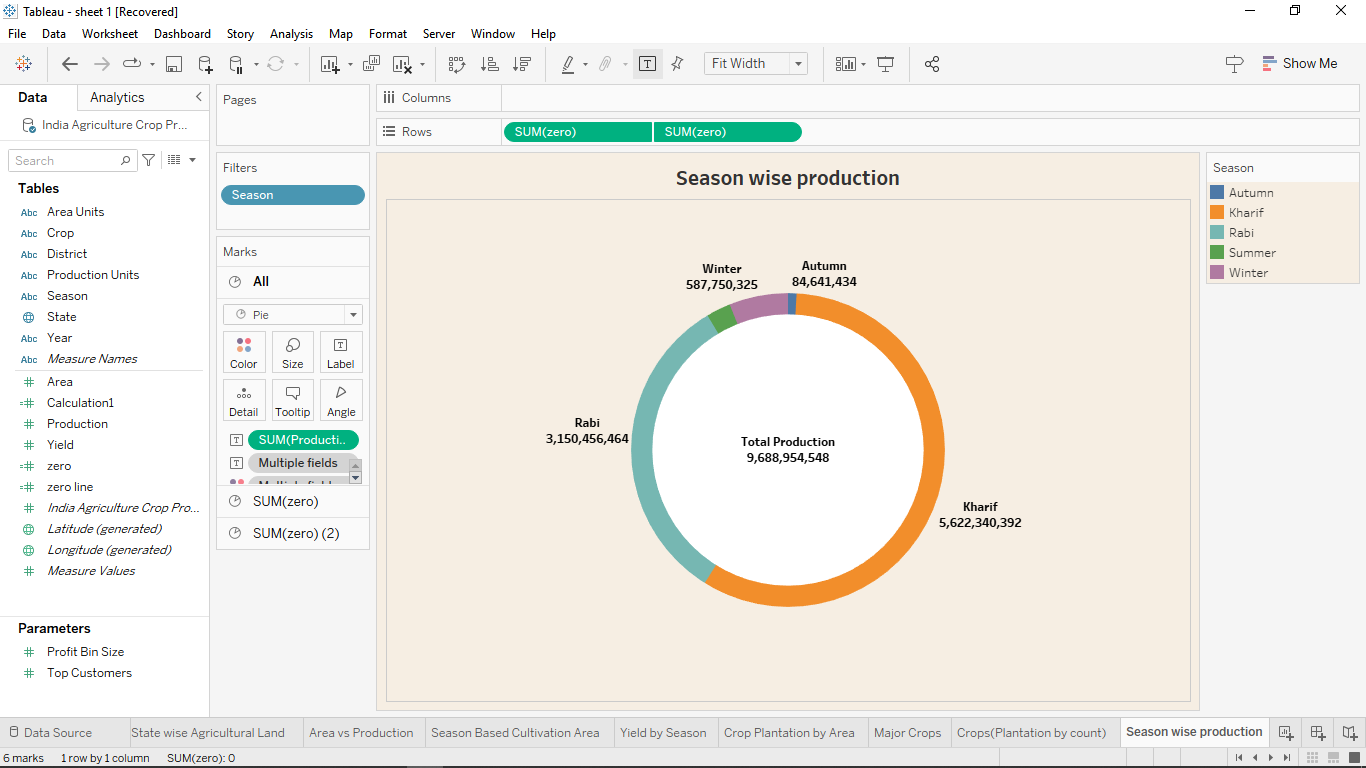 Tableau - sheet 1 [Recovered]
File Data Worksheet Dashboard Story Analysis Map Format Server Window Help
Fit Width
Show Me
Data Analytics
India Agriculture Crop Pr...
Search
Tables
Abc Area Units
Abc Crop
Abc District
Abc Production Units
Abc Season
State
Abc Year
Abc Measure Names
Area
Calculation1
Production
Yield
zero
zero line
India Agriculture Crop Pro...
Latitude (generated)
Longitude (generated)
Measure Values
Parameters
Profit Bin Size
Top Customers
Pages
Filters
Season
Marks
All
Pie
Color Size Label
Detail Tooltip Angle
SUM(Producti..
Multiple fields
SUM(zero)
SUM(zero) (2)
Columns
Rows SUM(zero) SUM(zero)
Season wise production
Winter
587,750,325
Autumn
84,641,434
Rabi
3,150,456,464
Total Production
9,688,954,548
Kharif
5,622,340,392
Season
Autumn
Kharif
Rabi
Summer
Winter
Data Source State wise Agricultural Land Area vs Production Season Based Cultivation Area Yield by Season Crop Plantation by Area Major Crops Crops(Plantation by count) Season wise production
6 marks 1 row by 1 column SUM(zero): 0